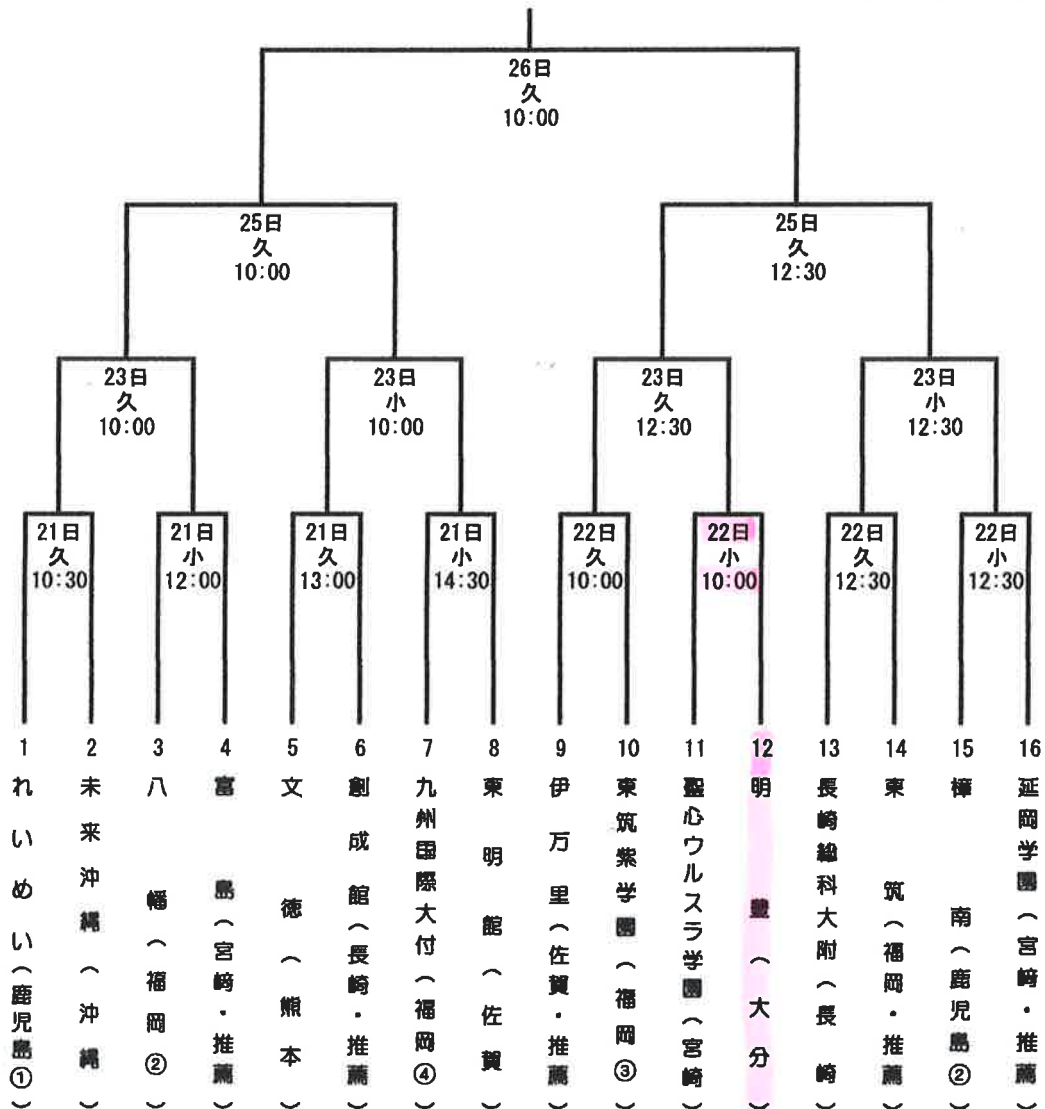 26日
久
10:00
25日
久
10:00
25日
久
12:30
23日
久
10:00
23日
小
10:00
23日
久
12:30
23日
小
12:30
21日
久
10:30
21日
小
12:00
21日
久
13:00
21日
小
14:30
22日
久
10:00
22日
小
10:00
22日
久
12:30
22日
小
12:30
1 れいめい(鹿児島①)
2 未来沖縄(沖縄)
3 八幡(福岡②)
4 富島(宮崎・推薦)
5 文徳(熊本)
6 創成館(長崎・推薦)
7 九州国際大付(福岡④)
8 東明館(佐賀)
9 伊万里(佐賀・推薦)
10 東筑紫学園(福岡③)
11 聖心ウルスラ学園(宮崎)
12 明豊(大分)
13 長崎総科大附(長崎)
14 東筑(福岡・推薦)
15 樟南(鹿児島②)
16 延岡学園(宮崎・推薦)